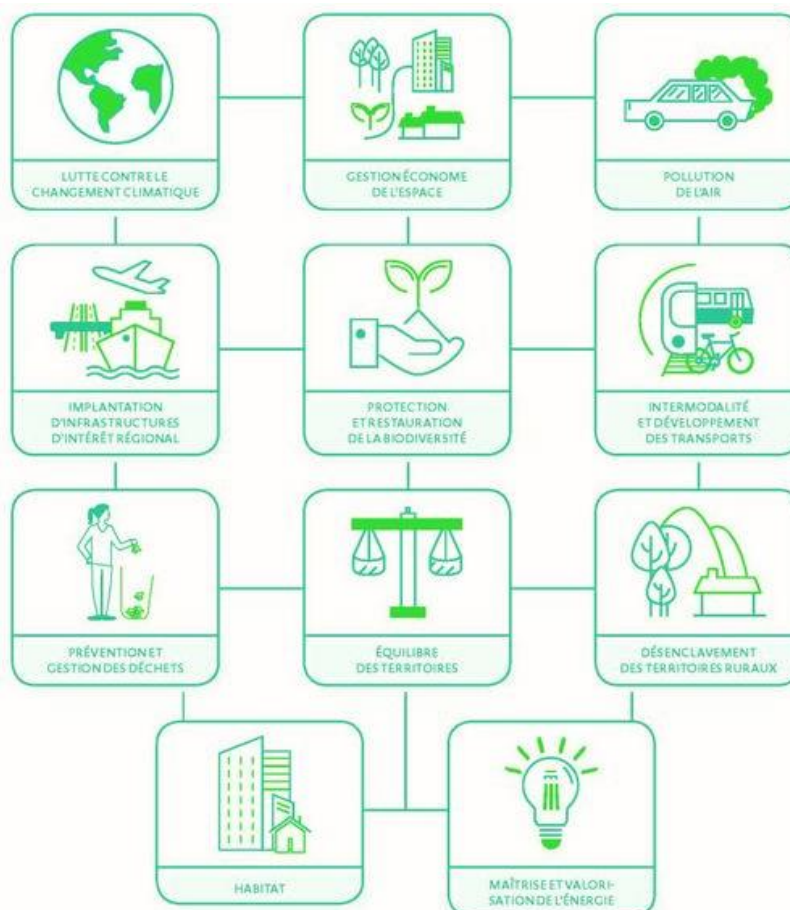 LUTTE CONTRE LE
CHANGEMENT CLIMATIQUE
GESTION ÉCONOME
DE L'ESPACE
POLLUTION
DE L'AIR
IMPLANTATION
D'INFRASTRUCTURES
D'INTÉRÊT RÉGIONAL
PROTECTION
ET RESTAURATION
DE LA BIODIVERSITÉ
INTERMODALITÉ
ET DÉVELOPPEMENT
DES TRANSPORTS
PRÉVENTION ET
GESTION DES DÉCHETS
ÉQUILIBRE
DES TERRITOIRES
DÉSENCLAVEMENT
DES TERRITOIRES RURAUX
HABITAT
MAÎTRISE ET VALORI-
SATION DE L'ÉNERGIE